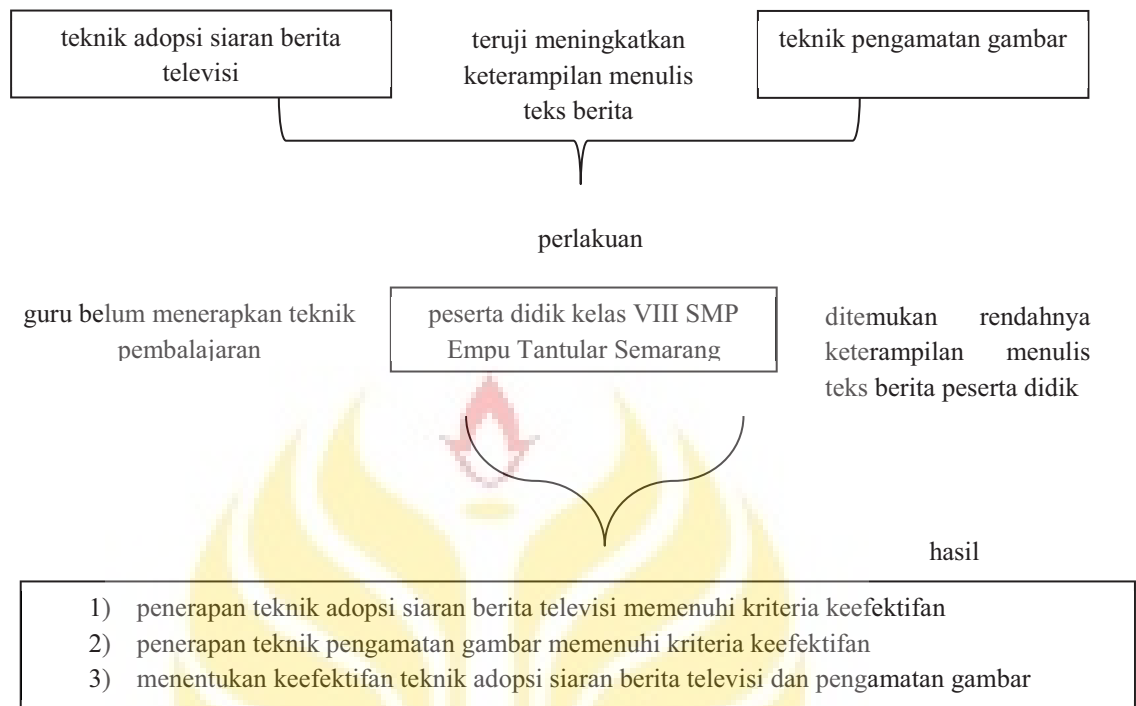 teknik adopsi siaran berita
televisi
teruji meningkatkan
keterampilan menulis
teks berita
teknik pengamatan gambar
perlakuan
guru belum menerapkan teknik
pembalajaran
peserta didik kelas VIII SMP
Empu Tantular Semarang
ditemukan rendahnya
keterampilan menulis
teks berita peserta didik
hasil
1) penerapan teknik adopsi siaran berita televisi memenuhi kriteria keefektifan
2) penerapan teknik pengamatan gambar memenuhi kriteria keefektifan
3) menentukan keefektifan teknik adopsi siaran berita televisi dan pengamatan gambar